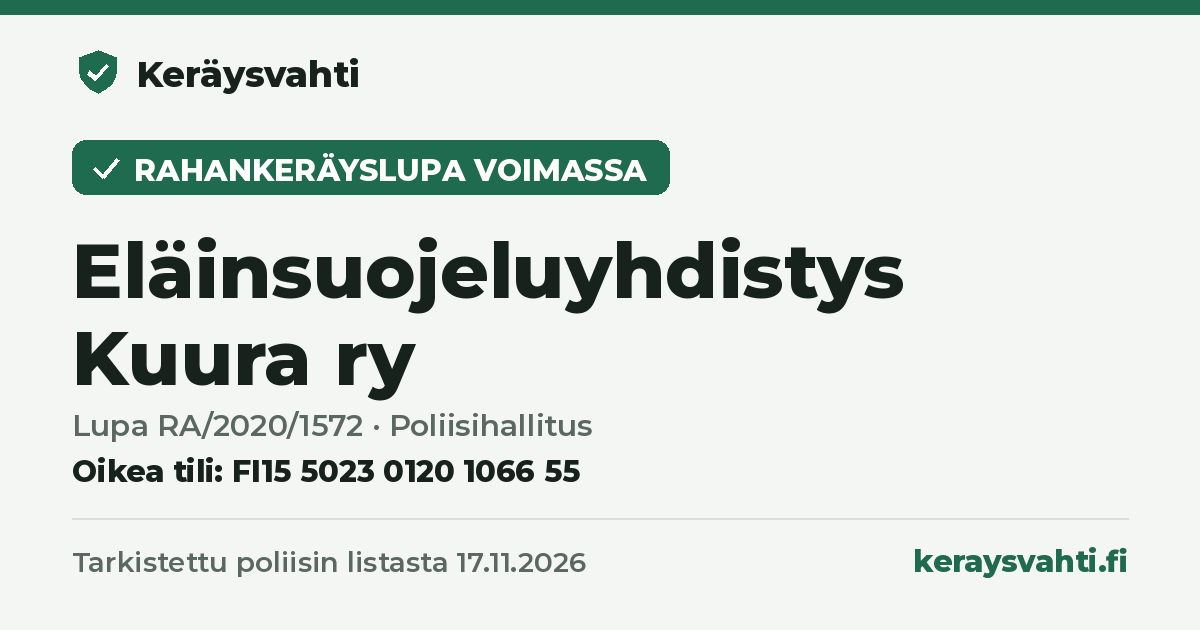 Keräysvahti
RAHANKERÄYSLUPA VOIMASSA
Eläinsuojeluyhdistys
Kuura ry
Lupa RA/2020/1572 · Poliisihallitus
Oikea tili: FI15 5023 0120 1066 55
Tarkistettu poliisin listasta 17.11.2026
keraysvahti.fi